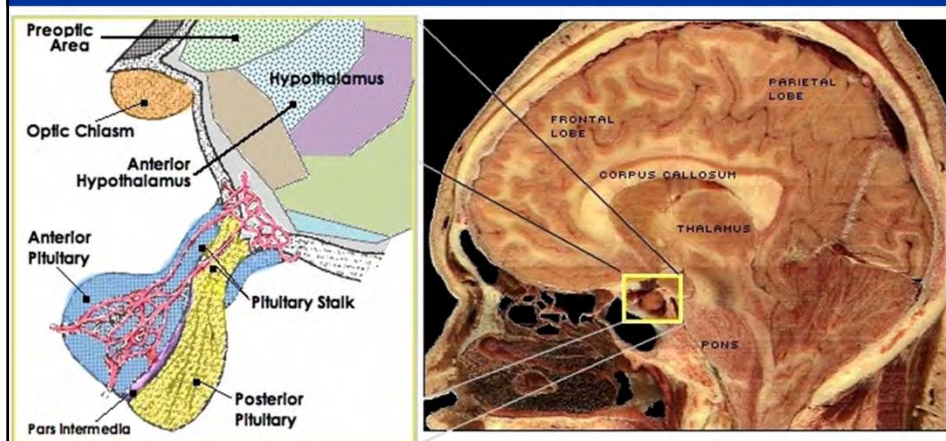 Preoptic
Area
Hypothalamus
Optic Chiasm
Anterior
Hypothalamus
Anterior
Pituitary
Pituitary Stalk
Posterior
Pituitary
Pars Intermedia
FRONTAL
LOBE
PARIETAL
LOBE
CORPUS CALLOSUM
THALAMUS
PONS